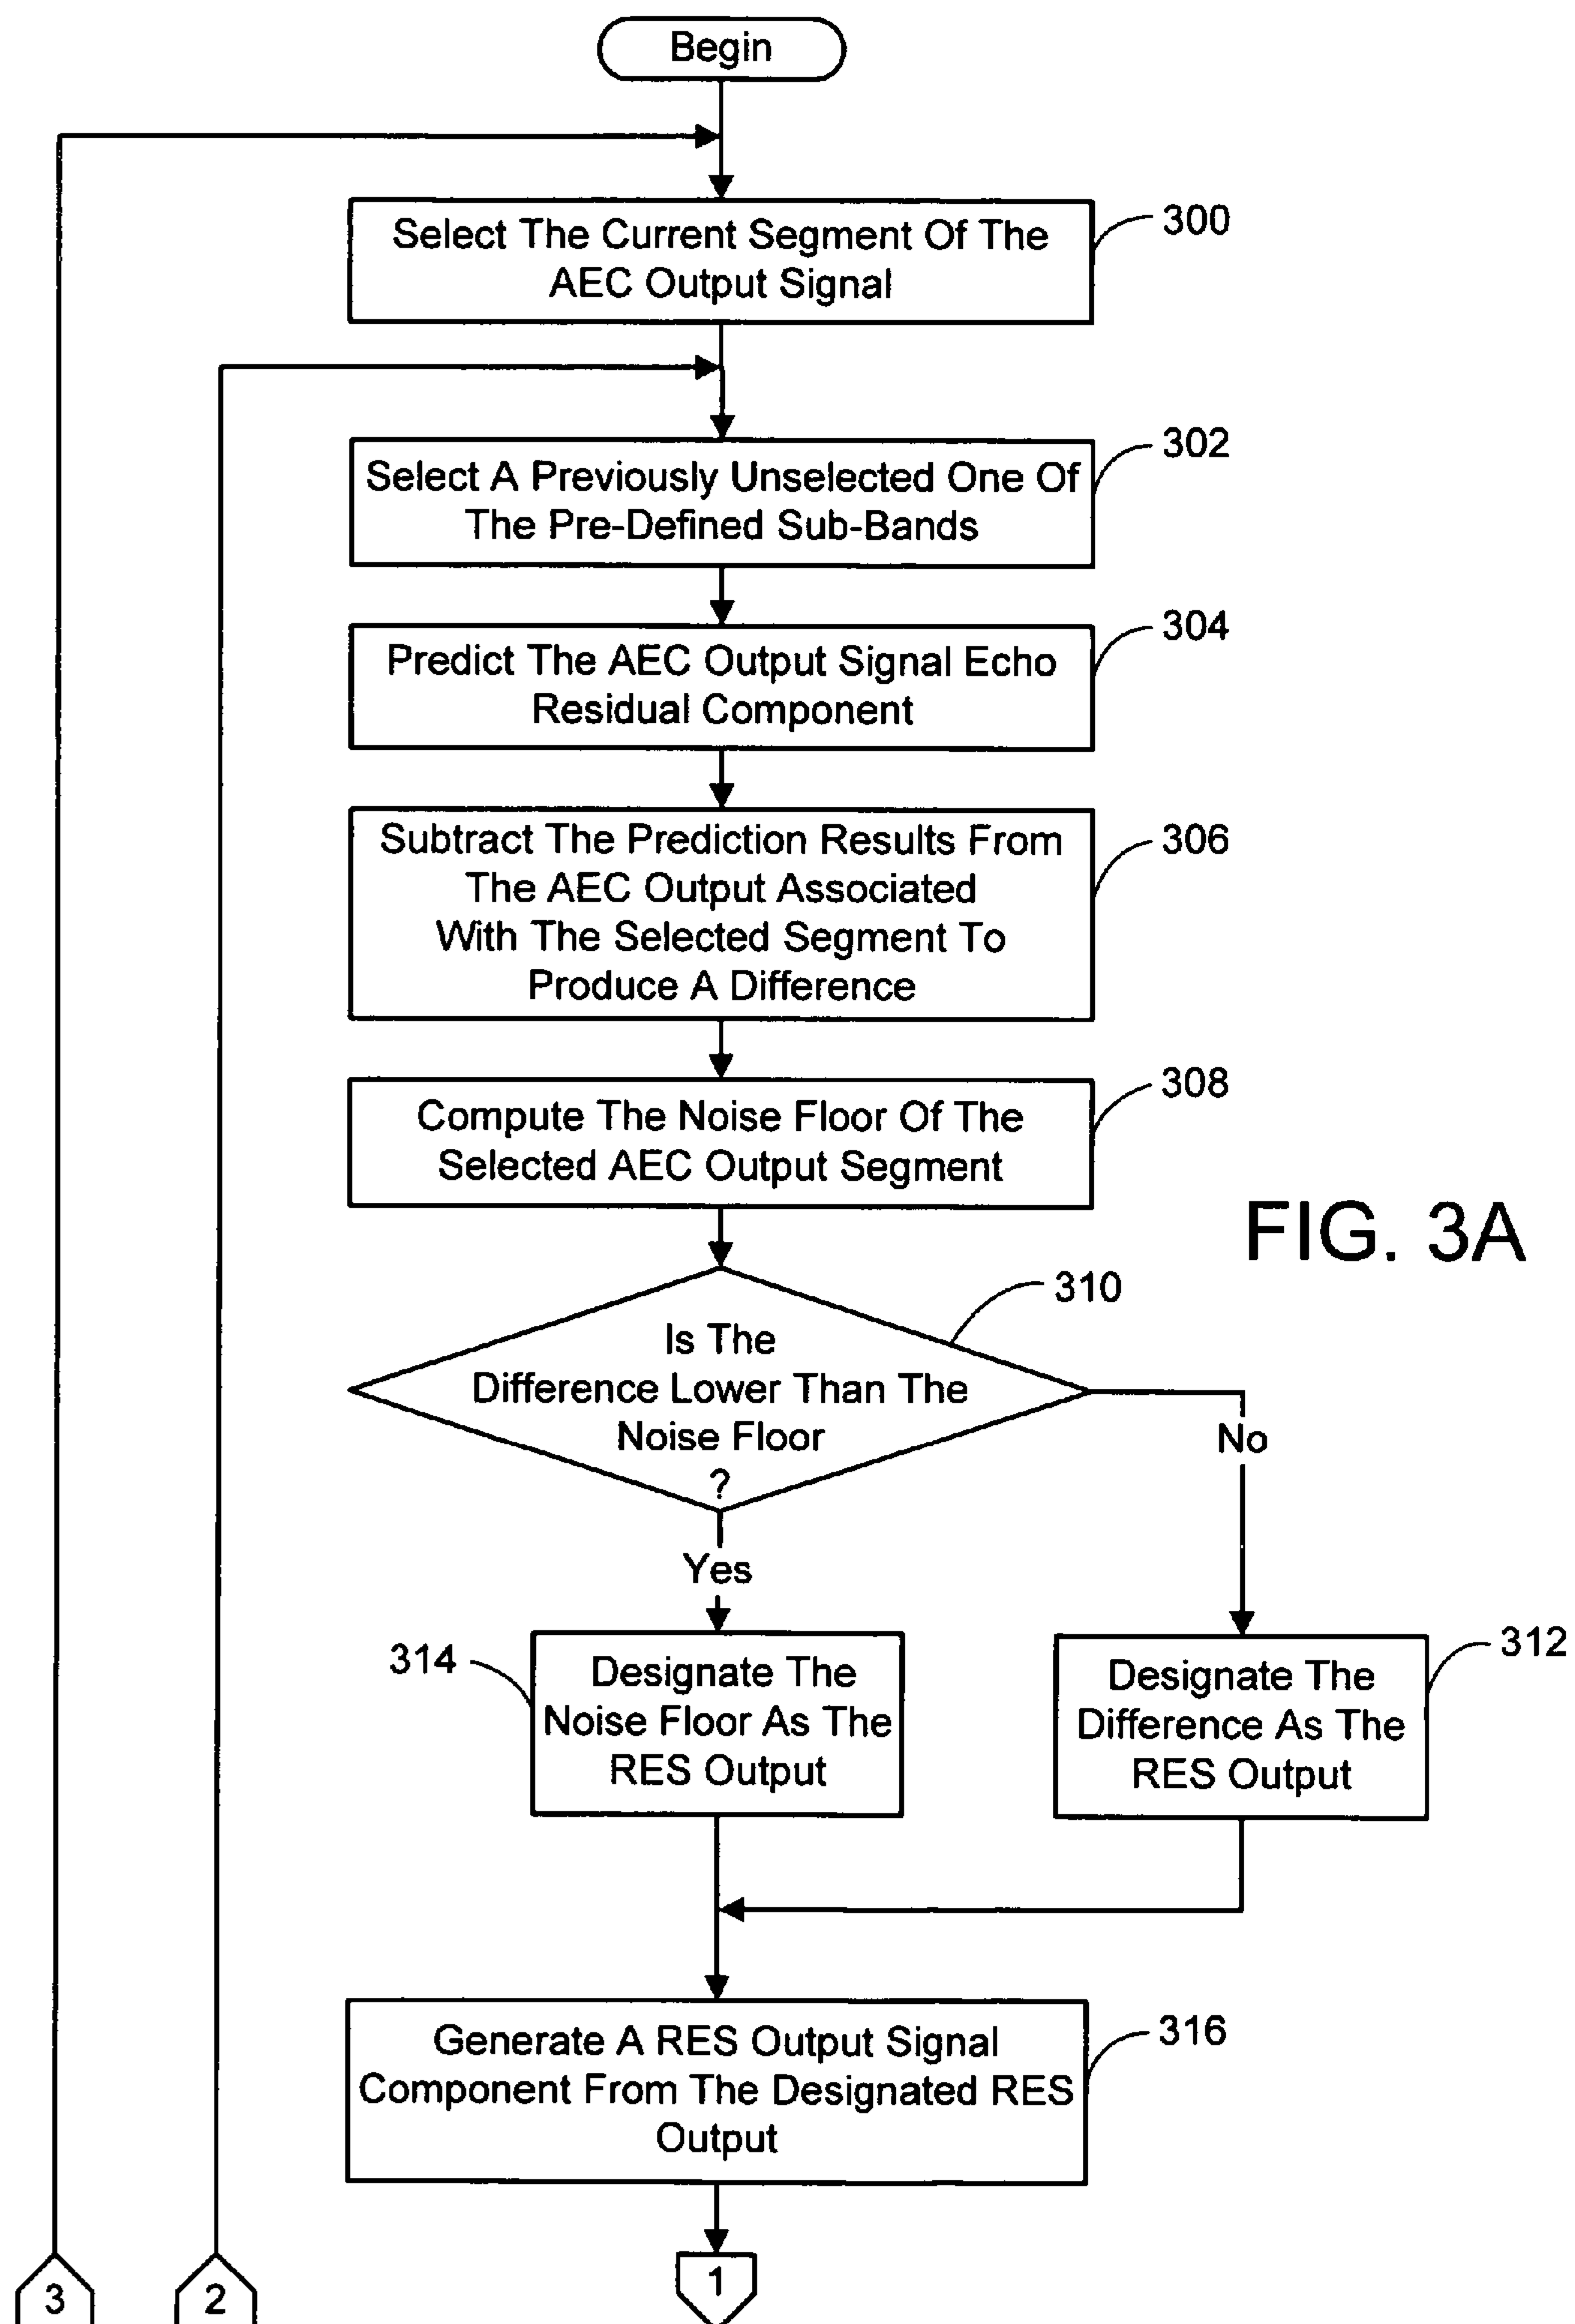 Begin
Select The Current Segment Of The
AEC Output Signal
300
Select A Previously Unselected One Of
The Pre-Defined Sub-Bands
302
Predict The AEC Output Signal Echo
Residual Component
304
Subtract The Prediction Results From
The AEC Output Associated
With The Selected Segment To
Produce A Difference
306
Compute The Noise Floor Of The
Selected AEC Output Segment
308
FIG. 3A
Is The
Difference Lower Than The
Noise Floor
?
310
No
Yes
314
Designate The
Noise Floor As The
RES Output
Designate The
Difference As The
RES Output
312
Generate A RES Output Signal
Component From The Designated RES
Output
316
3
2
1